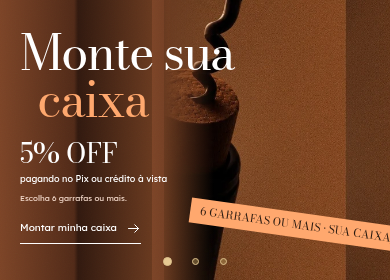 Monte sua
caixa
5% OFF
pagando no Pix ou crédito à vista
Escolha 6 garrafas ou mais.
Montar minha caixa
6 GARRAFAS OU MAIS · SUA CAIXA